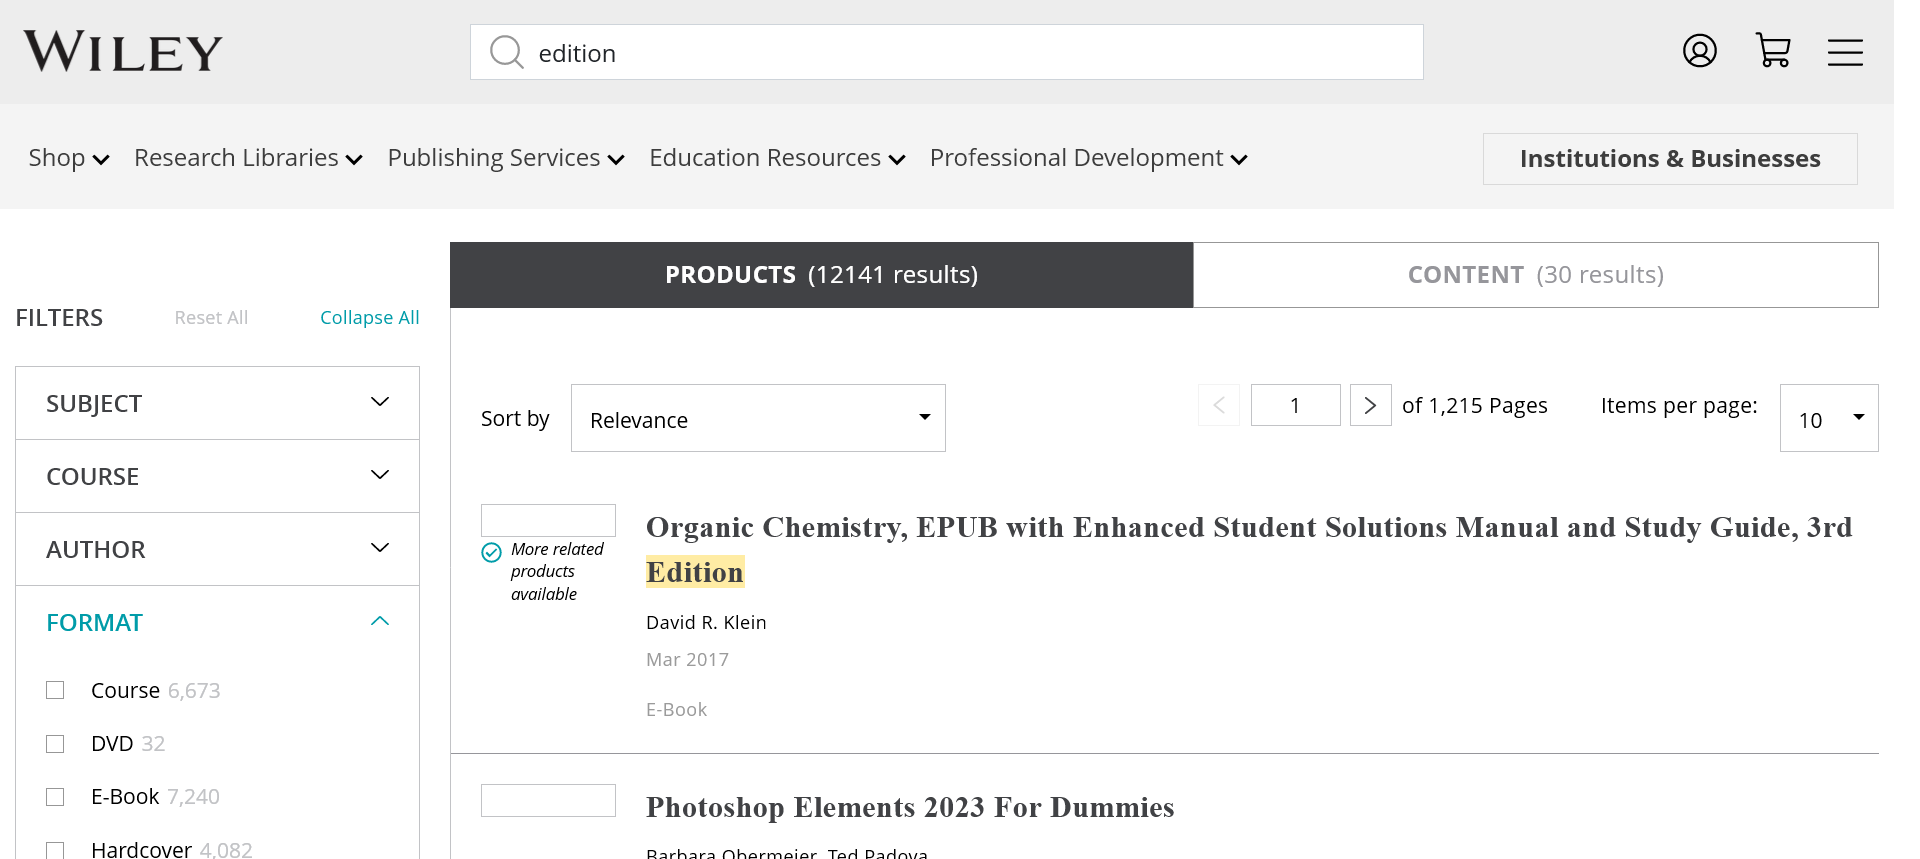 WILEY
edition
Shop
Research Libraries
Publishing Services
Education Resources
Professional Development
Institutions & Businesses
PRODUCTS (12141 results)
CONTENT (30 results)
FILTERS
Reset All
Collapse All
SUBJECT
COURSE
AUTHOR
FORMAT
Course 6,673
DVD 32
E-Book 7,240
Hardcover 4,082
Sort by
Relevance
1
of 1,215 Pages
Items per page:
10
More related
products
available
Organic Chemistry, EPUB with Enhanced Student Solutions Manual and Study Guide, 3rd
Edition
David R. Klein
Mar 2017
E-Book
Photoshop Elements 2023 For Dummies
Barbara Obermeier, Ted Padova